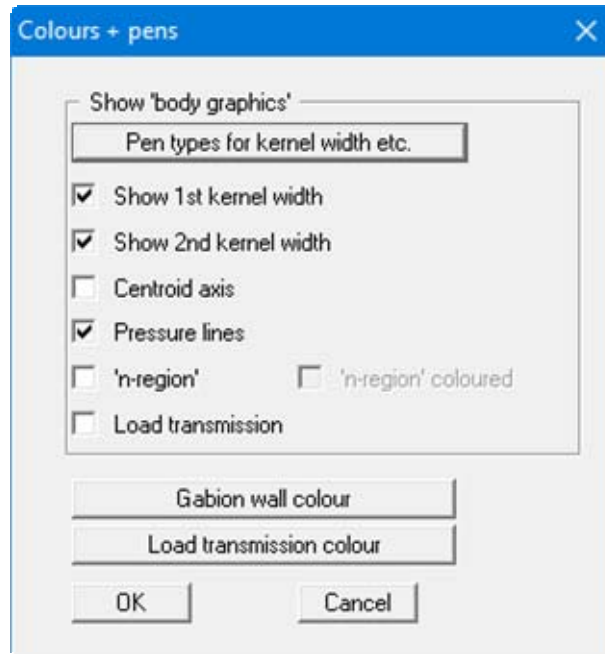 Colours + pens
Show 'body graphics'
Pen types for kernel width etc.
Show 1st kernel width
Show 2nd kernel width
Centroid axis
Pressure lines
'n-region' 'n-region' coloured
Load transmission
Gabion wall colour
Load transmission colour
OK Cancel